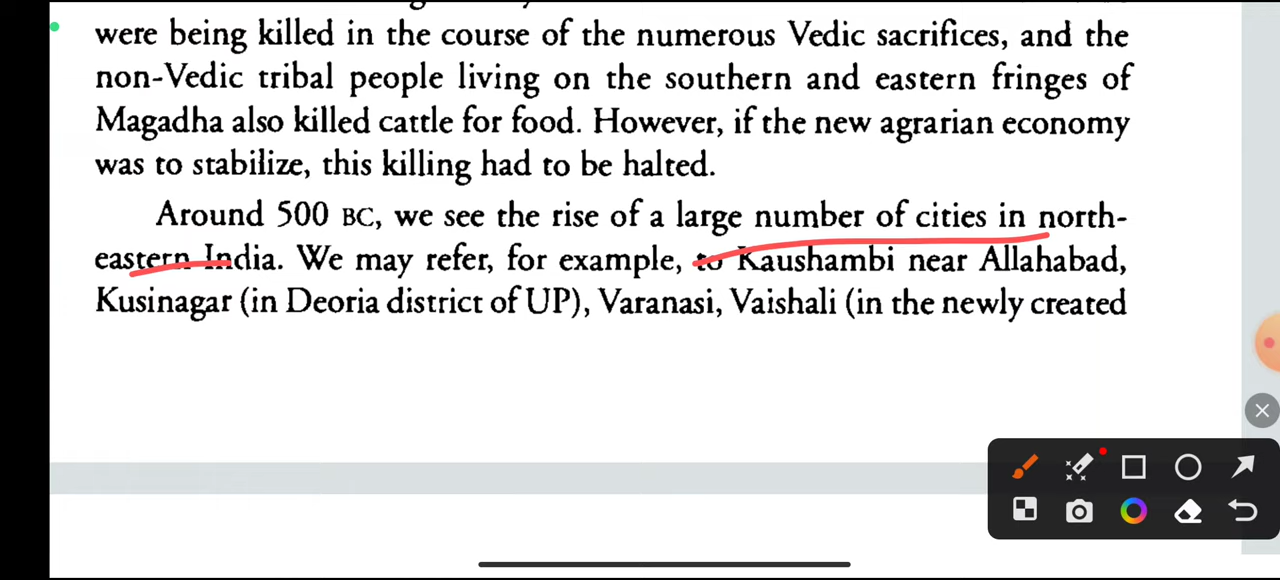 were being killed in the course of the numerous Vedic sacrifices, and the
non-Vedic tribal people living on the southern and eastern fringes of
Magadha also killed cattle for food. However, if the new agrarian economy
was to stabilize, this killing had to be halted.
Around 500 BC, we see the rise of a large number of cities in north-
eastern India. We may refer, for example, to Kaushambi near Allahabad,
Kusinagar (in Deoria district of UP), Varanasi, Vaishali (in the newly created